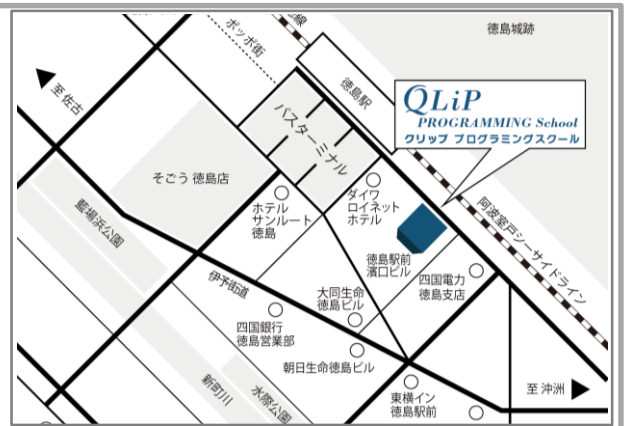 線
徳島城跡
ポッポ街
徳島駅
至 佐古
QLiP
PROGRAMMING School
クリップ プログラミングスクール
バスターミナル
そごう 徳島店
ホテル
サンルート
徳島
ダイワ
ロイネット
ホテル
阿波室戸シーサイドライン
藍場浜公園
徳島駅前
濱口ビル
四国電力
徳島支店
伊予街道
大同生命
徳島ビル
四国銀行
徳島営業部
朝日生命徳島ビル
新町川
水際公園
東横イン
徳島駅前
至 沖洲